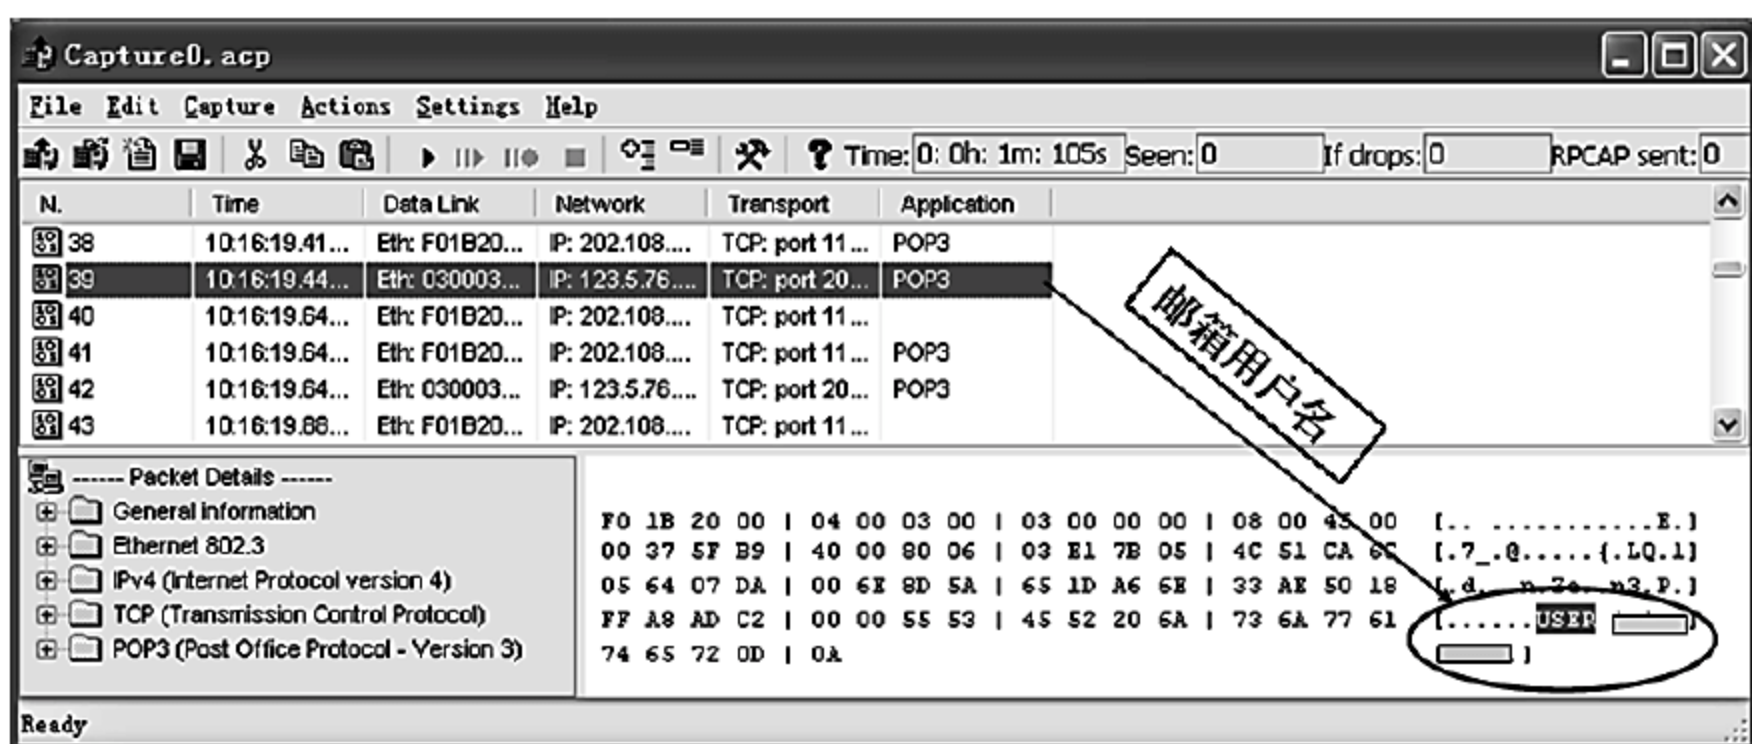 Capture0.acp
File Edit Capture Actions Settings Help
Time: 0: 0h: 1m: 105s Seen: 0 If drops: 0 RPCAP sent: 0
N. Time Data Link Network Transport Application
38 10:16:19.41... Eth: F01B20... IP: 202.108.... TCP: port 11... POP3
39 10:16:19.44... Eth: 030003... IP: 123.5.76.... TCP: port 20... POP3
40 10:16:19.64... Eth: F01B20... IP: 202.108.... TCP: port 11...
41 10:16:19.64... Eth: F01B20... IP: 202.108.... TCP: port 11... POP3
42 10:16:19.64... Eth: 030003... IP: 123.5.76.... TCP: port 20... POP3
43 10:16:19.88... Eth: F01B20... IP: 202.108.... TCP: port 11...
邮箱用户名
------ Packet Details ------
General information
Ethernet 802.3
IPv4 (Internet Protocol version 4)
TCP (Transmission Control Protocol)
POP3 (Post Office Protocol - Version 3)
F0 1B 20 00 | 04 00 03 00 | 03 00 00 00 | 08 00 45 00 [.. ............E.]
00 37 5F B9 | 40 00 80 06 | 03 E1 7B 05 | 4C 51 CA 6C [.7_.@.....{.LQ.l]
05 64 07 DA | 00 6E 8D 5A | 65 1D A6 6E | 33 AE 50 18 [.d...n.Ze..n3.P.]
FF A8 AD C2 | 00 00 55 53 | 45 52 20 6A | 73 6A 77 61 [......USER ]
74 65 72 0D | 0A ]
Ready